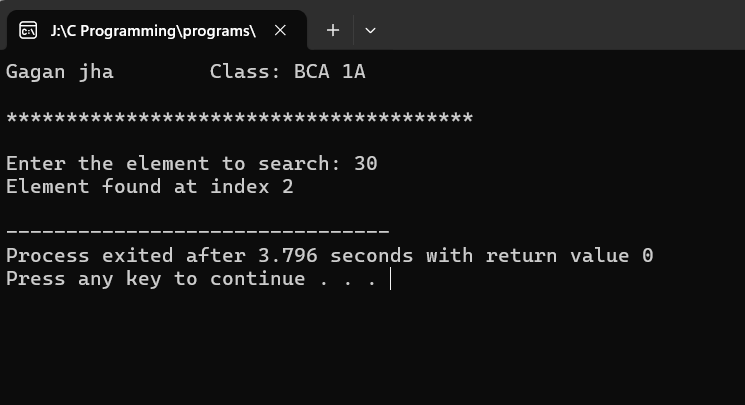 J:\C Programming\programs\
Gagan jha        Class: BCA 1A
***************************************
Enter the element to search: 30
Element found at index 2
--------------------------------
Process exited after 3.796 seconds with return value 0
Press any key to continue . . .